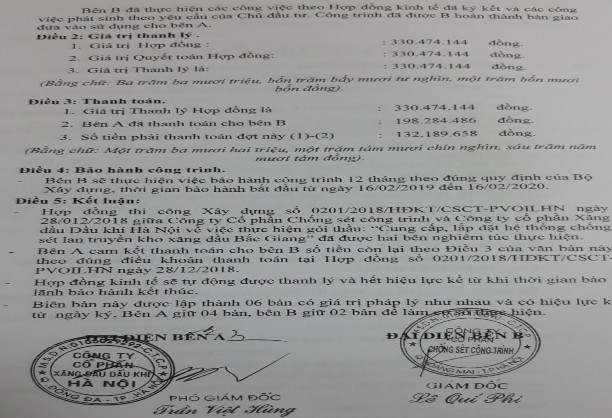 Bên B đã thực hiện các công việc theo Hợp đồng kinh tế đã ký kết và các công
việc phát sinh theo yêu cầu của Chủ đầu tư. Công trình đã được B hoàn thành bàn giao
đưa vào sử dụng cho bên A.
Điều 2: Giá trị thanh lý .
1. Giá trị Hợp đồng : : 330.474.144 đồng.
2. Giá trị Quyết toán Hợp đồng: : 330.474.144 đồng.
3. Giá trị Thanh lý là: : 330.474.144 đồng.
(Bằng chữ: Ba trăm ba mươi triệu, bốn trăm bảy mươi tư nghìn, một trăm bốn mươi
bốn đồng).
Điều 3: Thanh toán.
1. Giá trị Thanh lý Hợp đồng là : 330.474.144 đồng.
2. Bên A đã thanh toán cho bên B : 198.284.486 đồng.
3. Số tiền phải thanh toán đợt này (1)-(2) : 132.189.658 đồng.
(Bằng chữ: Một trăm ba mươi hai triệu, một trăm tám mươi chín nghìn, sáu trăm năm
mươi tám đồng).
Điều 4: Bảo hành công trình.
- Bên B sẽ thực hiện việc bảo hành công trình 12 tháng theo đúng quy định của Bộ
Xây dựng, thời gian bảo hành bắt đầu từ ngày 16/02/2019 đến 16/02/2020.
Điều 5: Kết luận:
- Hợp đồng thi công Xây dựng số 0201/2018/HĐKT/CSCT-PVOIL.HN ngày
28/012/2018 giữa Công ty Cổ phần Chống sét công trình và Công ty cổ phần Xăng
dầu Dầu khí Hà Nội về việc thực hiện gói thầu: "Cung cấp, lắp đặt hệ thống chống
sét lan truyền kho xăng dầu Bắc Giang" đã được hai bên nghiêm túc thực hiện.
- Bên A cam kết thanh toán cho bên B số tiền còn lại theo Điều 3 của văn bản này
theo đúng điều khoản thanh toán tại Hợp đồng số 0201/2018/HĐKT/CSCT-
PVOIL.HN ngày 28/12/2018.
- Hợp đồng kinh tế sẽ tự động được thanh lý và hết hiệu lực kể từ khi thời gian bảo
lãnh bảo hành kết thúc.
- Biên bản này được lập thành 06 bản có giá trị pháp lý như nhau và có hiệu lực k
từ ngày ký, Bên A giữ 04 bản, bên B giữ 02 bản để làm cơ sở thực hiện.
DIỆN BÊN A ĐẠI DIỆN BÊN B
CÔNG TY
CỔ PHẦN
XĂNG DẦU DẦU KHÍ
HÀ NỘI
ĐỐNG ĐA - TP. HÀ NỘI
CÔNG TY
CỔ PHẦN
CHỐNG SÉT CÔNG TRÌNH
MAI - T.P HÀ NỘI
PHÓ GIÁM ĐỐC
Trần Việt Hùng
GIÁM ĐỐC
Lê Quí Phi